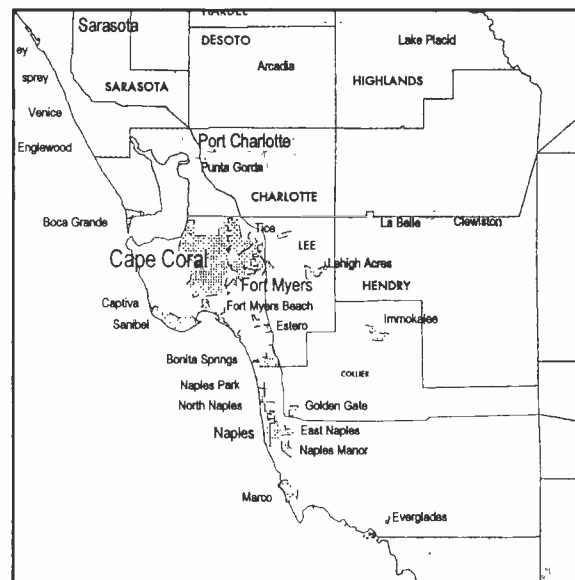 HARDEE
Sarasota
DESOTO
Lake Placid
ey
Arcadia
sprey
SARASOTA
HIGHLANDS
Venice
Englewood
Port Charlotte
Punta Gorda
CHARLOTTE
Boca Grande
La Belle
Clewiston
Tice
LEE
Cape Coral
Lehigh Acres
Fort Myers
HENDRY
Captiva
Fort Myers Beach
Sanibel
Estero
Immokalee
Bonita Springs
COLLIER
Naples Park
North Naples
Golden Gate
Naples
East Naples
Naples Manor
Marco
Everglades